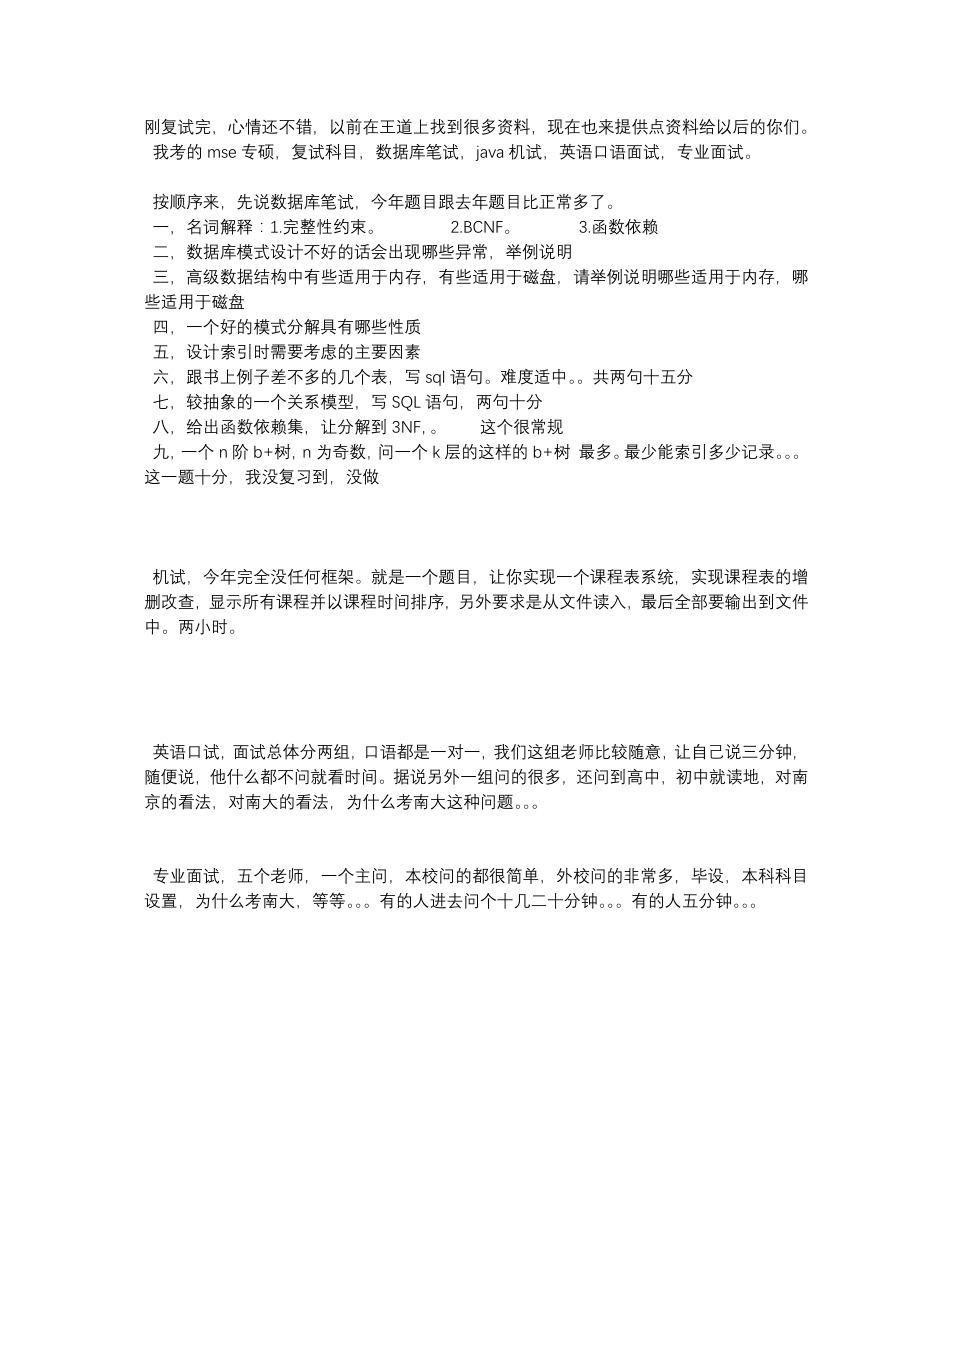 刚复试完，心情还不错，以前在王道上找到很多资料，现在也来提供点资料给以后的你们。
我考的 mse 专硕，复试科目，数据库笔试，java 机试，英语口语面试，专业面试。
按顺序来，先说数据库笔试，今年题目跟去年题目比正常多了。
一，名词解释：1.完整性约束。 2.BCNF。 3.函数依赖
二，数据库模式设计不好的话会出现哪些异常，举例说明
三，高级数据结构中有些适用于内存，有些适用于磁盘，请举例说明哪些适用于内存，哪
些适用于磁盘
四，一个好的模式分解具有哪些性质
五，设计索引时需要考虑的主要因素
六，跟书上例子差不多的几个表，写 sql 语句。难度适中。。共两句十五分
七，较抽象的一个关系模型，写 SQL 语句，两句十分
八，给出函数依赖集，让分解到 3NF，。 这个很常规
九，一个 n 阶 b+树，n 为奇数，问一个 k 层的这样的 b+树 最多。最少能索引多少记录。。。
这一题十分，我没复习到，没做
机试，今年完全没任何框架。就是一个题目，让你实现一个课程表系统，实现课程表的增
删改查，显示所有课程并以课程时间排序，另外要求是从文件读入，最后全部要输出到文件
中。两小时。
英语口试，面试总体分两组，口语都是一对一，我们这组老师比较随意，让自己说三分钟，
随便说，他什么都不问就看时间。据说另外一组问的很多，还问到高中，初中就读地，对南
京的看法，对南大的看法，为什么考南大这种问题。。。
专业面试，五个老师，一个主问，本校问的都很简单，外校问的非常多，毕设，本科科目
设置，为什么考南大，等等。。。有的人进去问个十几二十分钟。。。有的人五分钟。。。